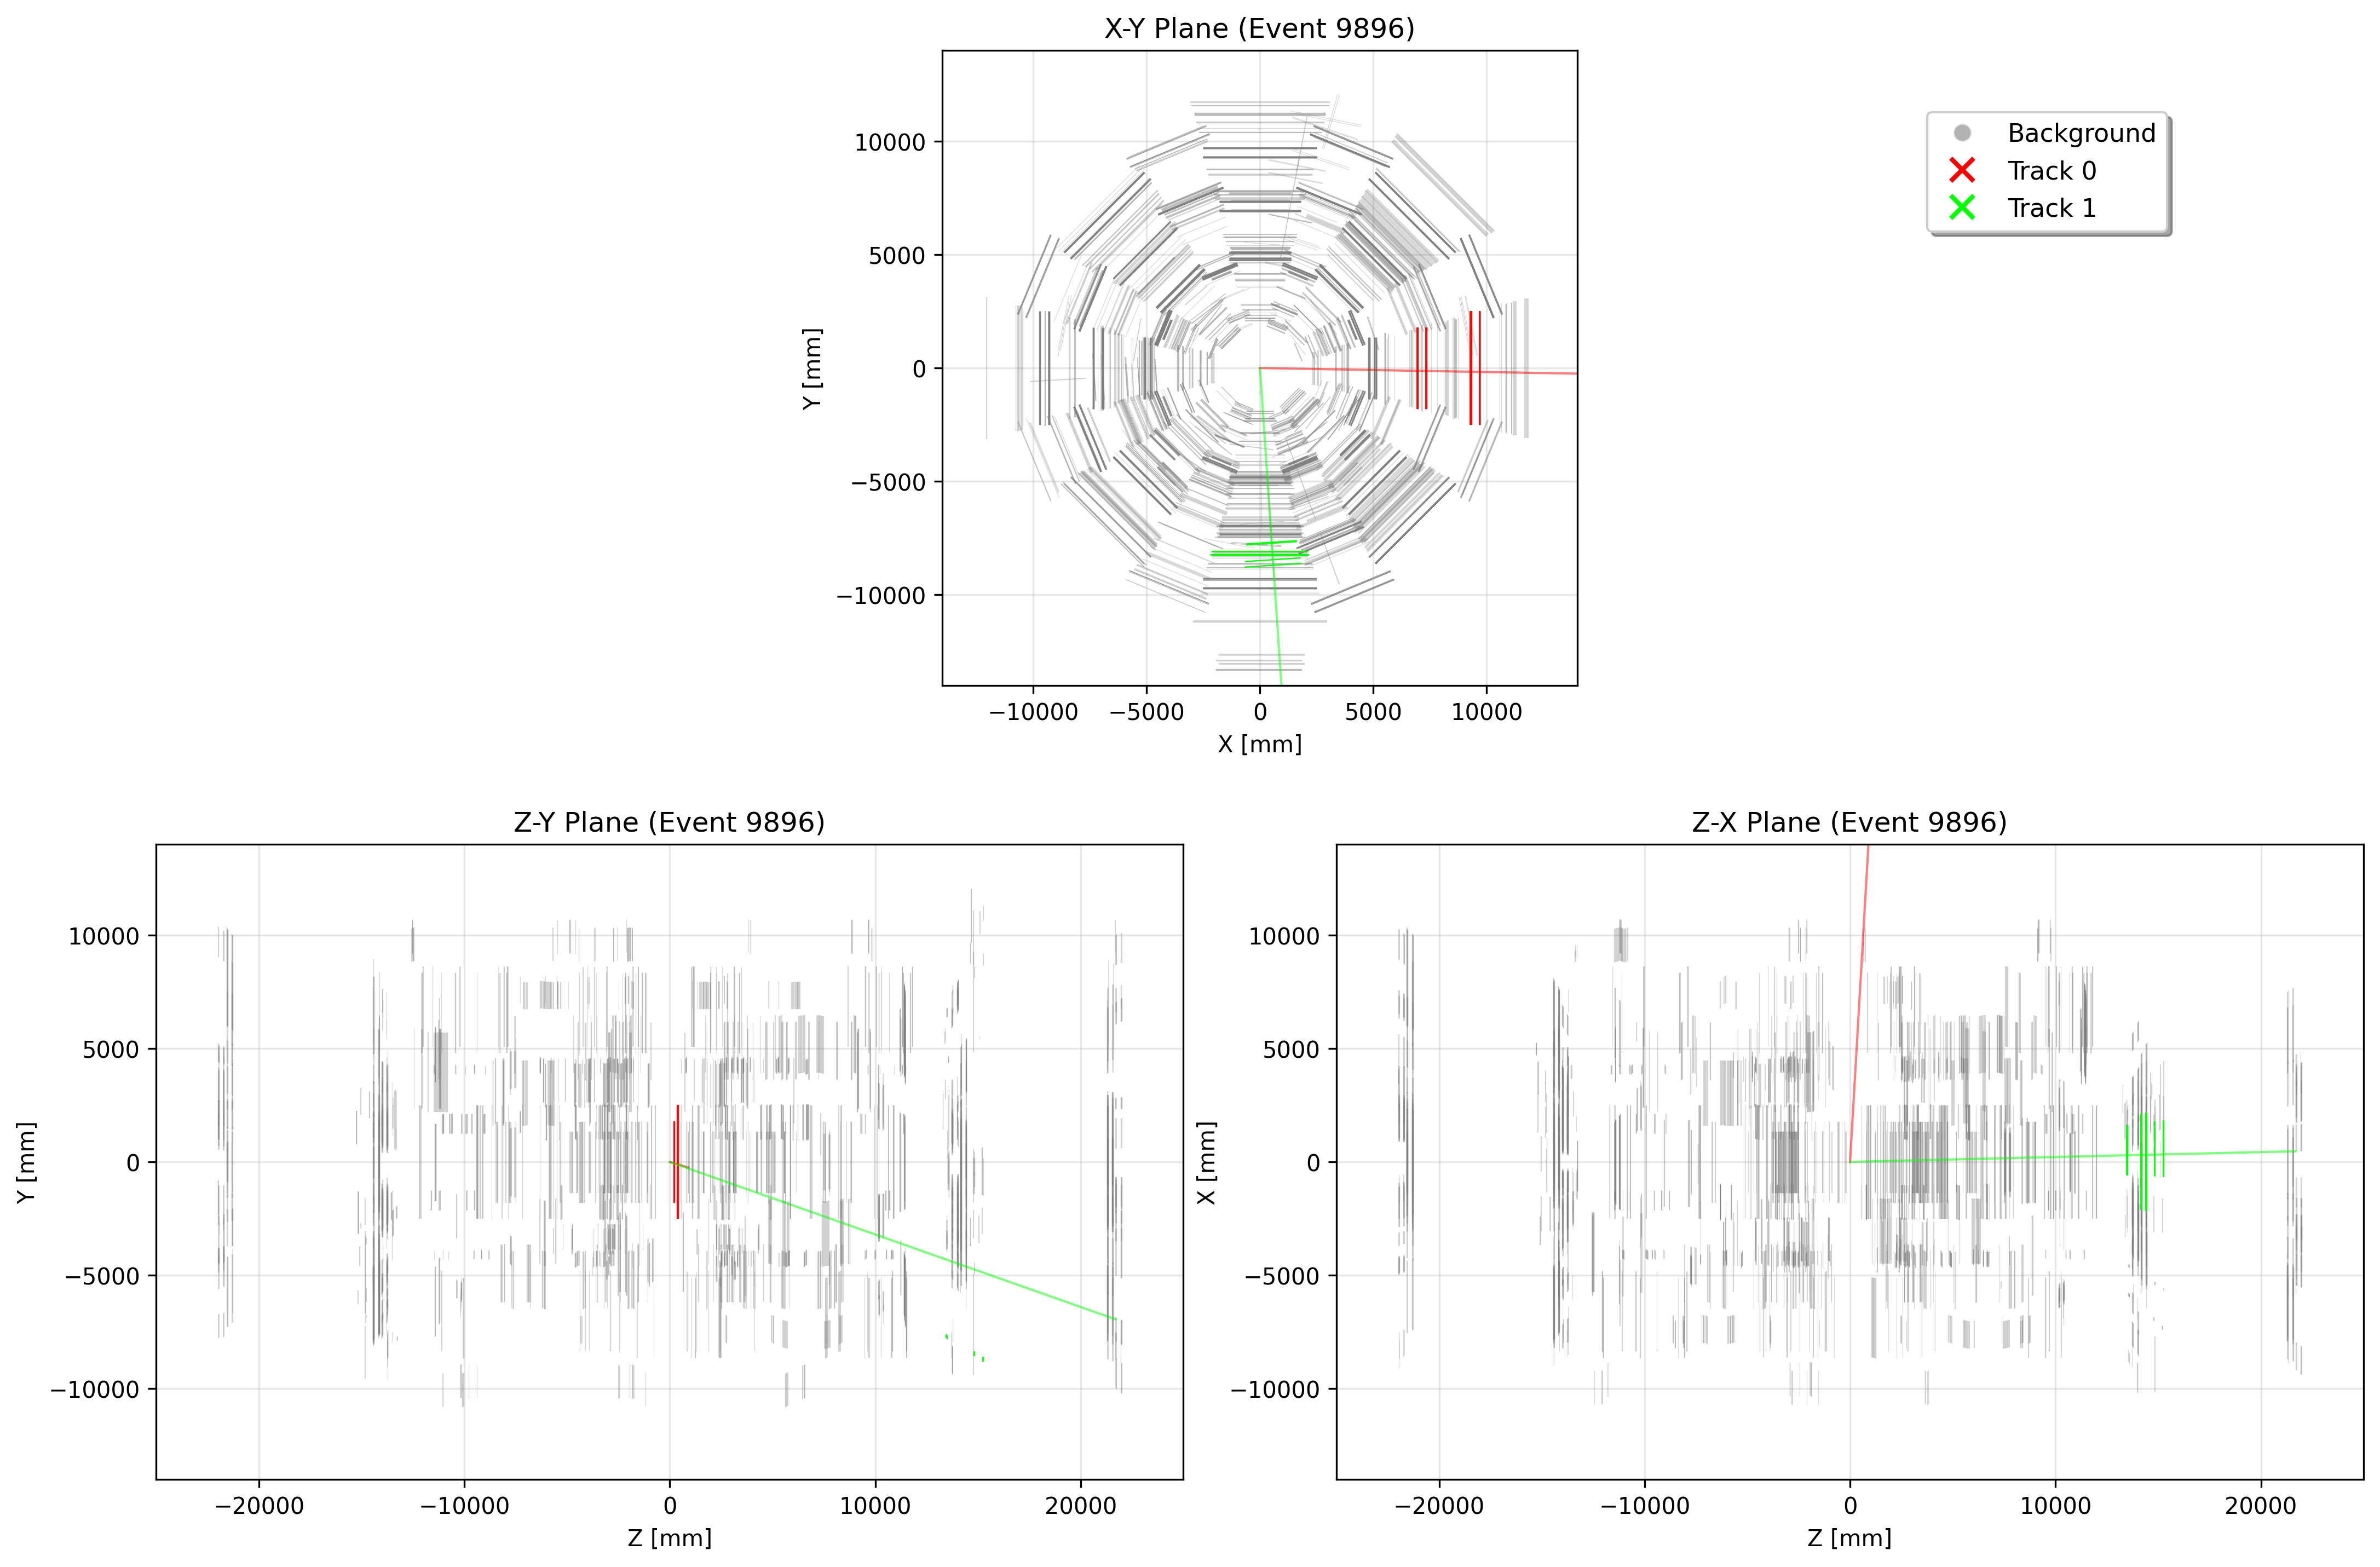 X-Y Plane (Event 9896)
Background
Track 0
Track 1
10000
5000
0
−5000
−10000
Y [mm]
−10000 −5000 0 5000 10000
X [mm]
Z-Y Plane (Event 9896)
10000
5000
0
−5000
−10000
Y [mm]
−20000 −10000 0 10000 20000
Z [mm]
Z-X Plane (Event 9896)
10000
5000
0
−5000
−10000
X [mm]
−20000 −10000 0 10000 20000
Z [mm]